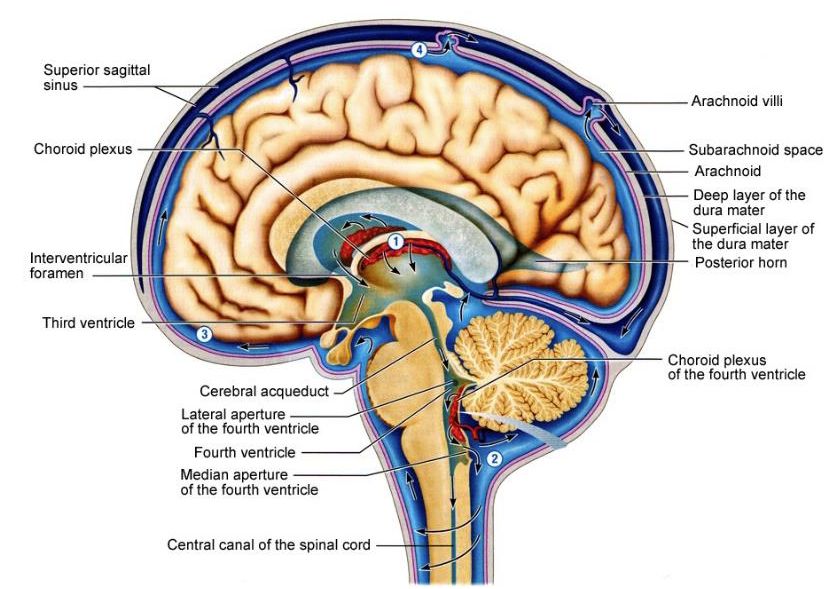 Superior sagittal
sinus
Choroid plexus
Interventricular
foramen
Third ventricle
Cerebral acqueduct
Lateral aperture
of the fourth ventricle
Fourth ventricle
Median aperture
of the fourth ventricle
Central canal of the spinal cord
4
1
3
2
Arachnoid villi
Subarachnoid space
Arachnoid
Deep layer of the
dura mater
Superficial layer of
the dura mater
Posterior horn
Choroid plexus
of the fourth ventricle